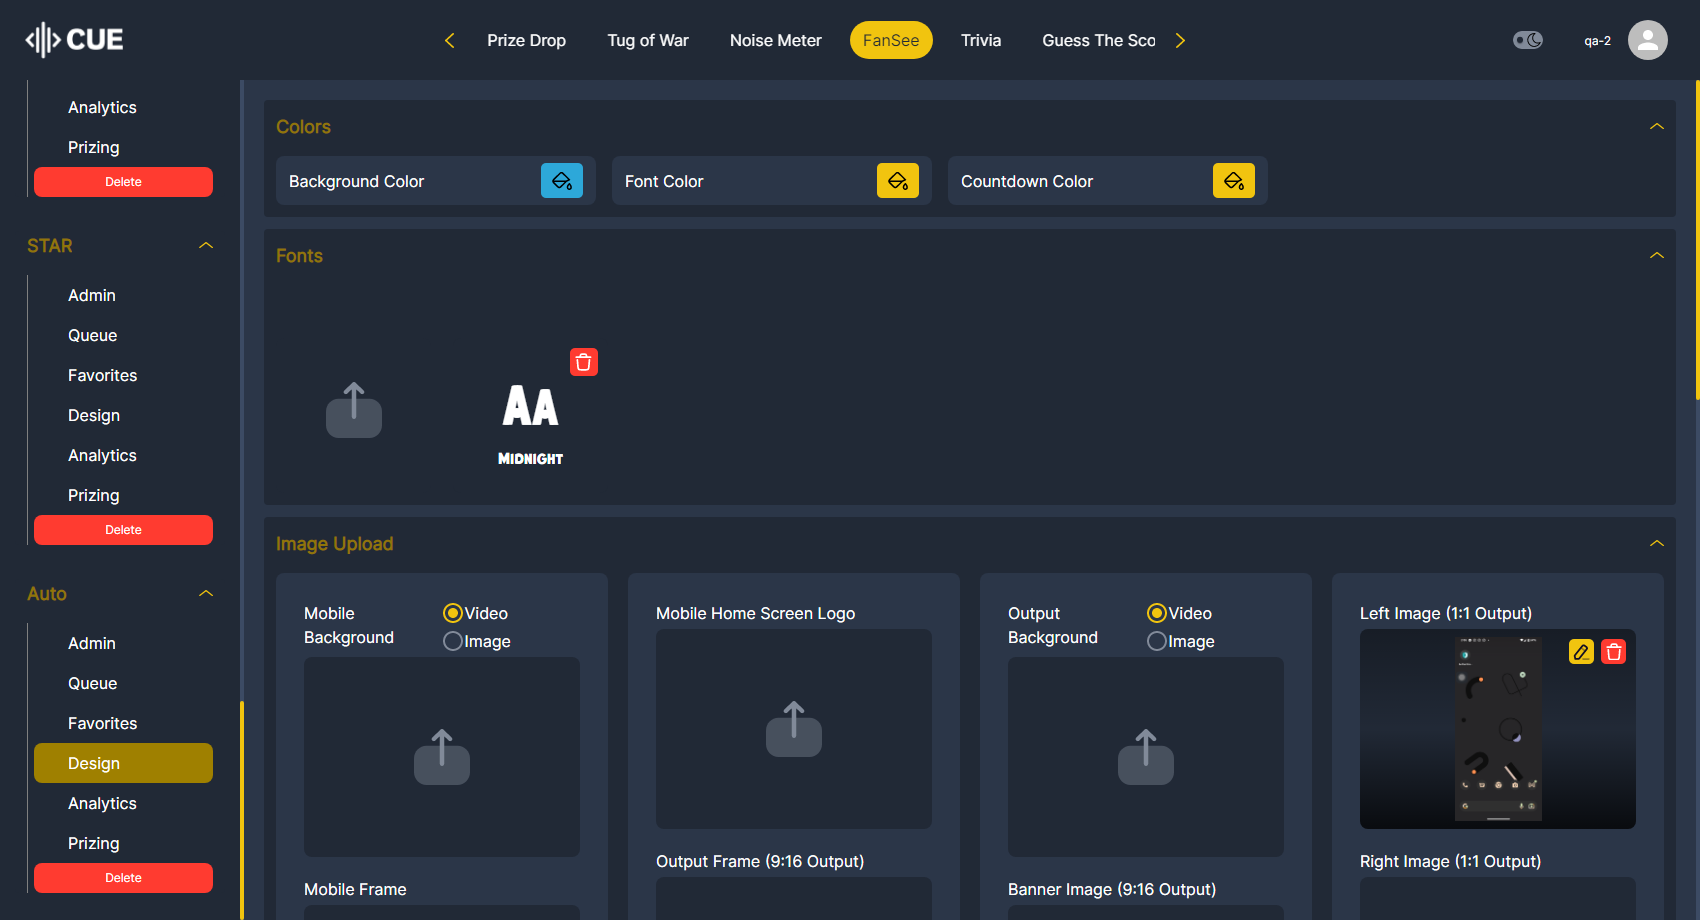 CUE
Prize Drop
Tug of War
Noise Meter
FanSee
Trivia
Guess The Sco
qa-2
Analytics
Prizing
Delete
STAR
Admin
Queue
Favorites
Design
Analytics
Prizing
Delete
Auto
Admin
Queue
Favorites
Design
Analytics
Prizing
Delete
Colors
Background Color
Font Color
Countdown Color
Fonts
AA
MIDNIGHT
Image Upload
Mobile
Background
Video
Image
Mobile Home Screen Logo
Output
Background
Video
Image
Left Image (1:1 Output)
Output Frame (9:16 Output)
Right Image (1:1 Output)
Mobile Frame
Banner Image (9:16 Output)